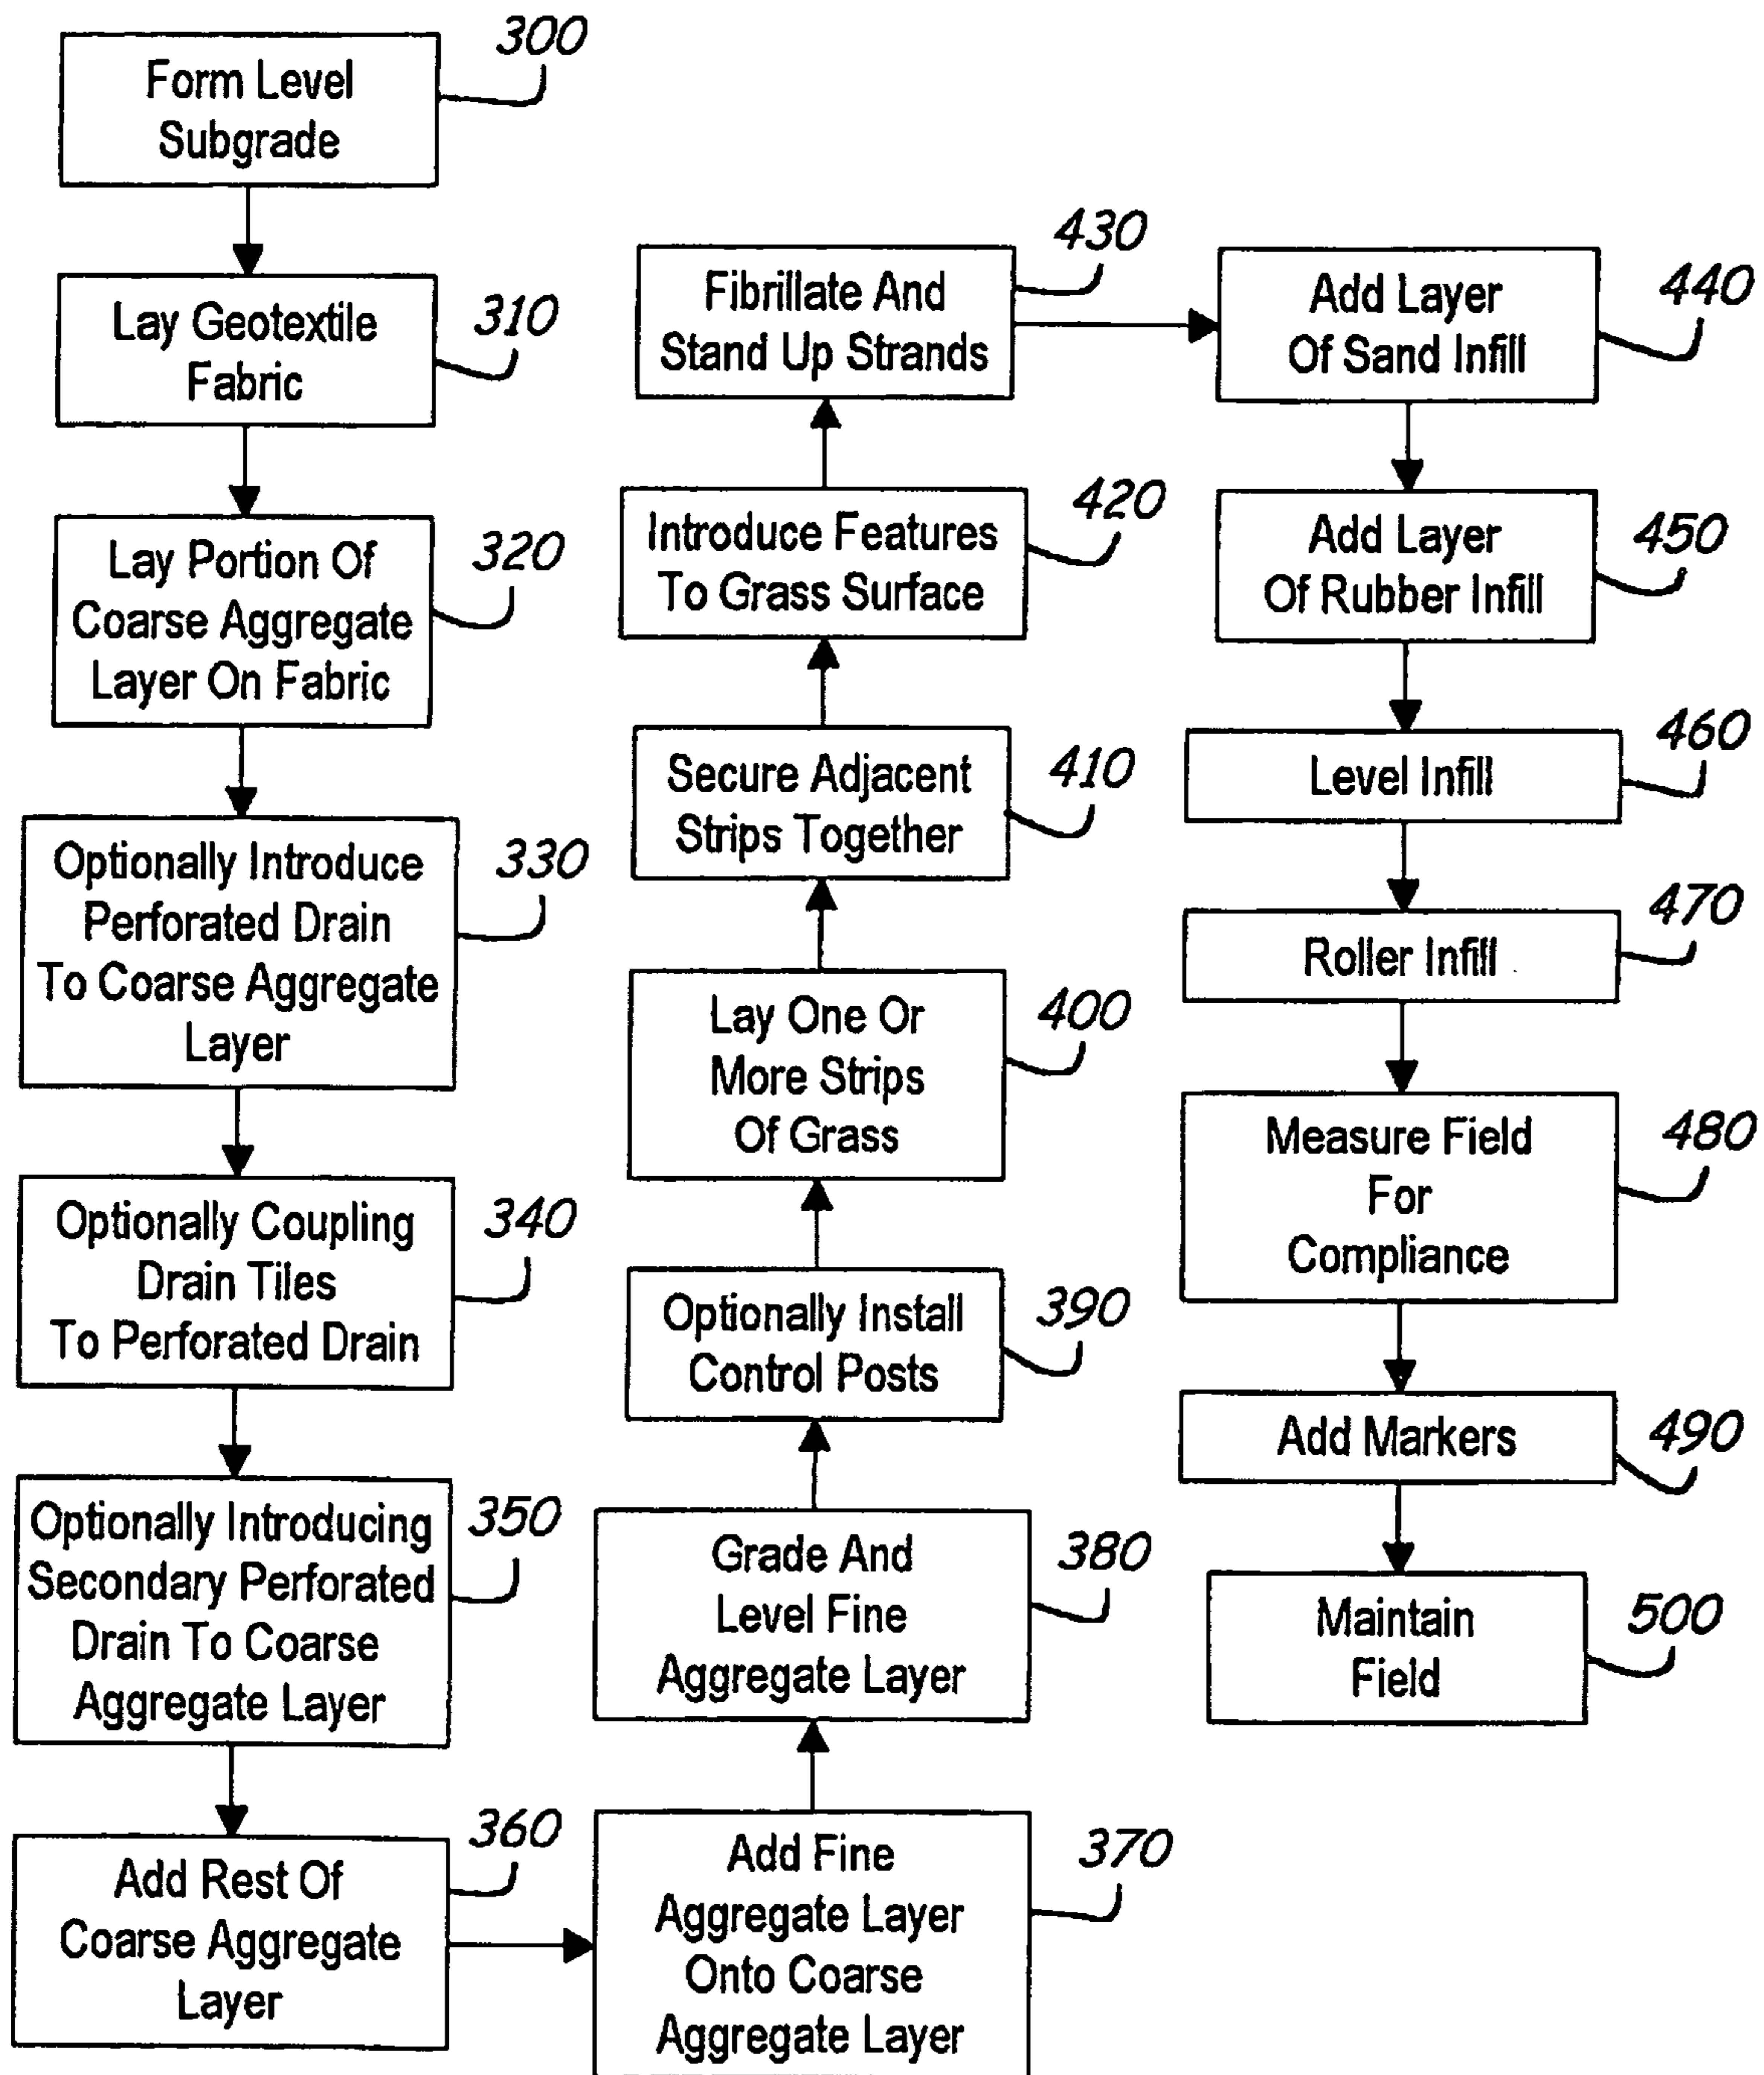 300
Form Level
Subgrade
310
Lay Geotextile
Fabric
320
Lay Portion Of
Coarse Aggregate
Layer On Fabric
330
Optionally Introduce
Perforated Drain
To Coarse Aggregate
Layer
340
Optionally Coupling
Drain Tiles
To Perforated Drain
350
Optionally Introducing
Secondary Perforated
Drain To Coarse
Aggregate Layer
360
Add Rest Of
Coarse Aggregate
Layer
370
Add Fine
Aggregate Layer
Onto Coarse
Aggregate Layer
380
Grade And
Level Fine
Aggregate Layer
390
Optionally Install
Control Posts
400
Lay One Or
More Strips
Of Grass
410
Secure Adjacent
Strips Together
420
Introduce Features
To Grass Surface
430
Fibrillate And
Stand Up Strands
440
Add Layer
Of Sand Infill
450
Add Layer
Of Rubber Infill
460
Level Infill
470
Roller Infill
480
Measure Field
For
Compliance
490
Add Markers
500
Maintain
Field